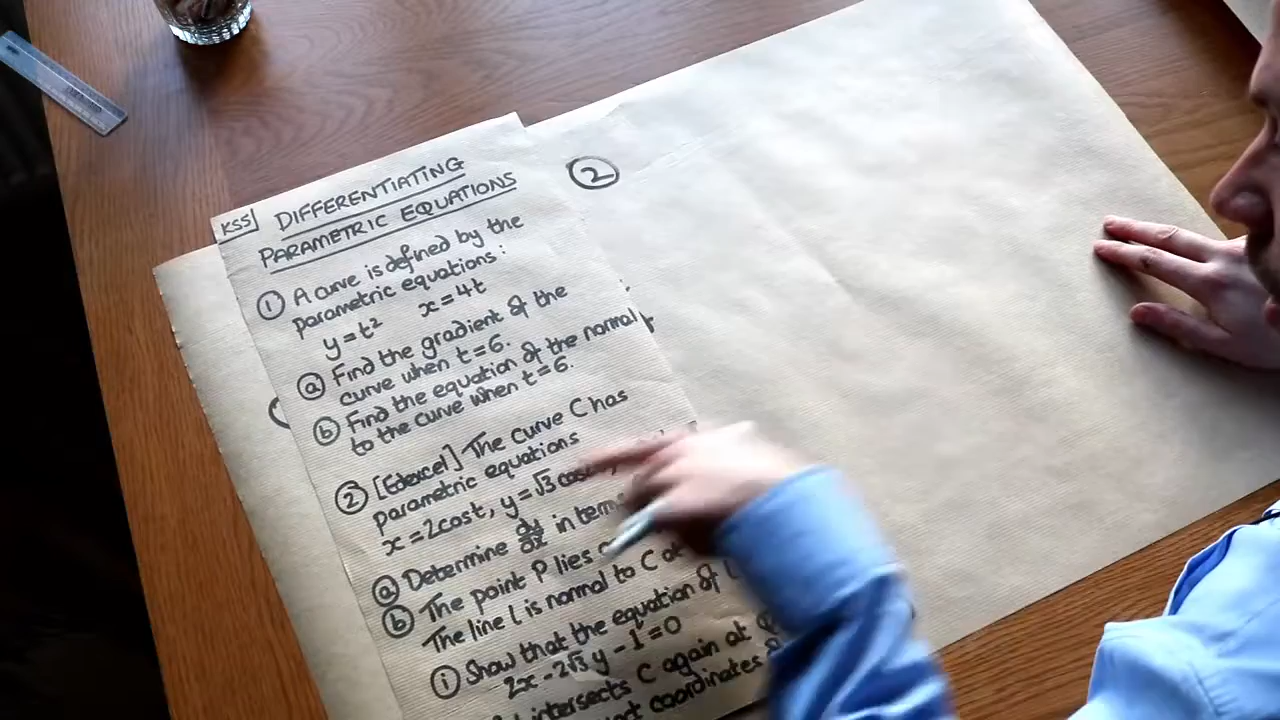 KSS
DIFFERENTIATING
PARAMETRIC EQUATIONS
① A curve is defined by the
parametric equations:
y = t² x = 4t
ⓐ Find the gradient of the
curve when t = 6.
ⓑ Find the equation of the normal
to the curve when t = 6.
② [Edexcel] The curve C has
parametric equations
x = 2cost, y = √3 cos
ⓐ Determine dy/dx in
ⓑ The point P lies
The line l is normal to C at
ⓘ Show that the equation of l
2x - 2√3 y - 1 = 0
intersects C again at
coordinates
②